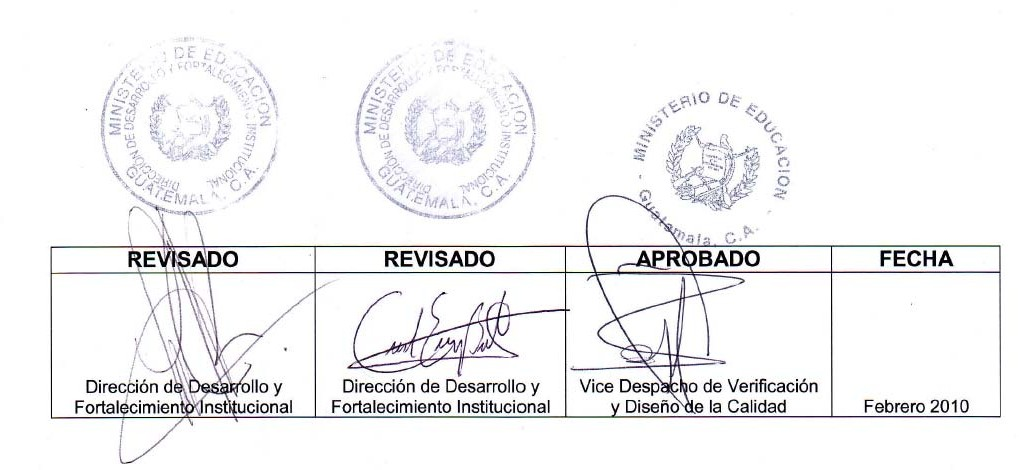 MINISTERIO DE EDUCACION
DIRECCION DE DESARROLLO Y FORTALECIMIENTO INSTITUCIONAL
GUATEMALA, C.A.
MINISTERIO DE EDUCACION
DIRECCION DE DESARROLLO Y FORTALECIMIENTO INSTITUCIONAL
GUATEMALA, C.A.
- MINISTERIO DE EDUCACION -
Guatemala, C.A.
REVISADO REVISADO APROBADO FECHA
Dirección de Desarrollo y Dirección de Desarrollo y Vice Despacho de Verificación
Fortalecimiento Institucional Fortalecimiento Institucional y Diseño de la Calidad Febrero 2010